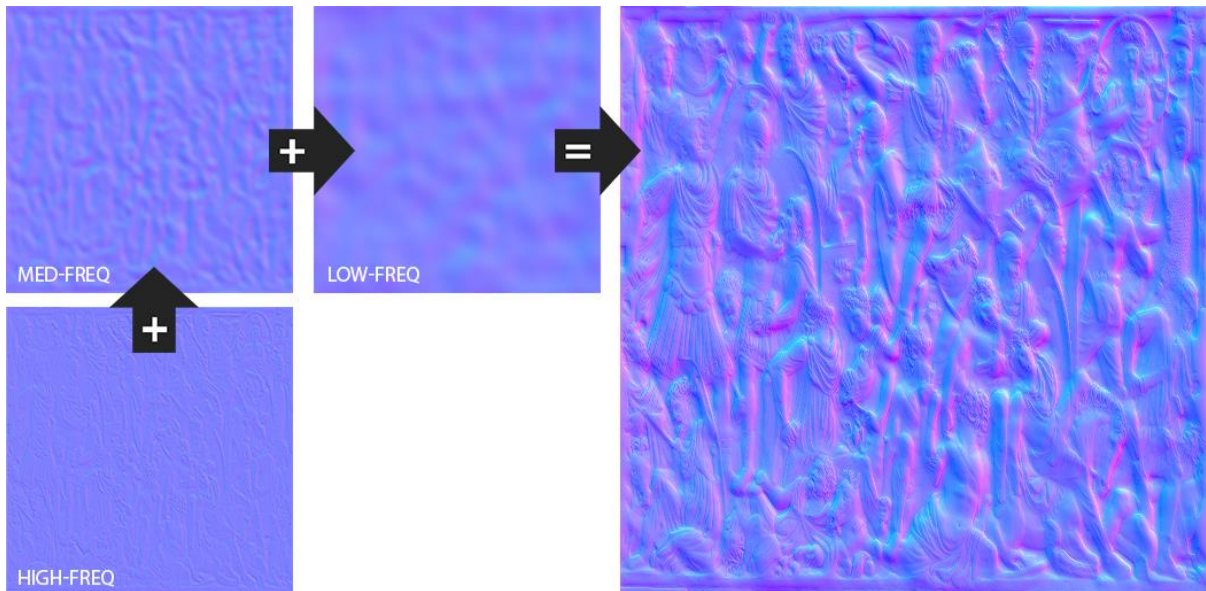 MED-FREQ
+
LOW-FREQ
=
+
HIGH-FREQ